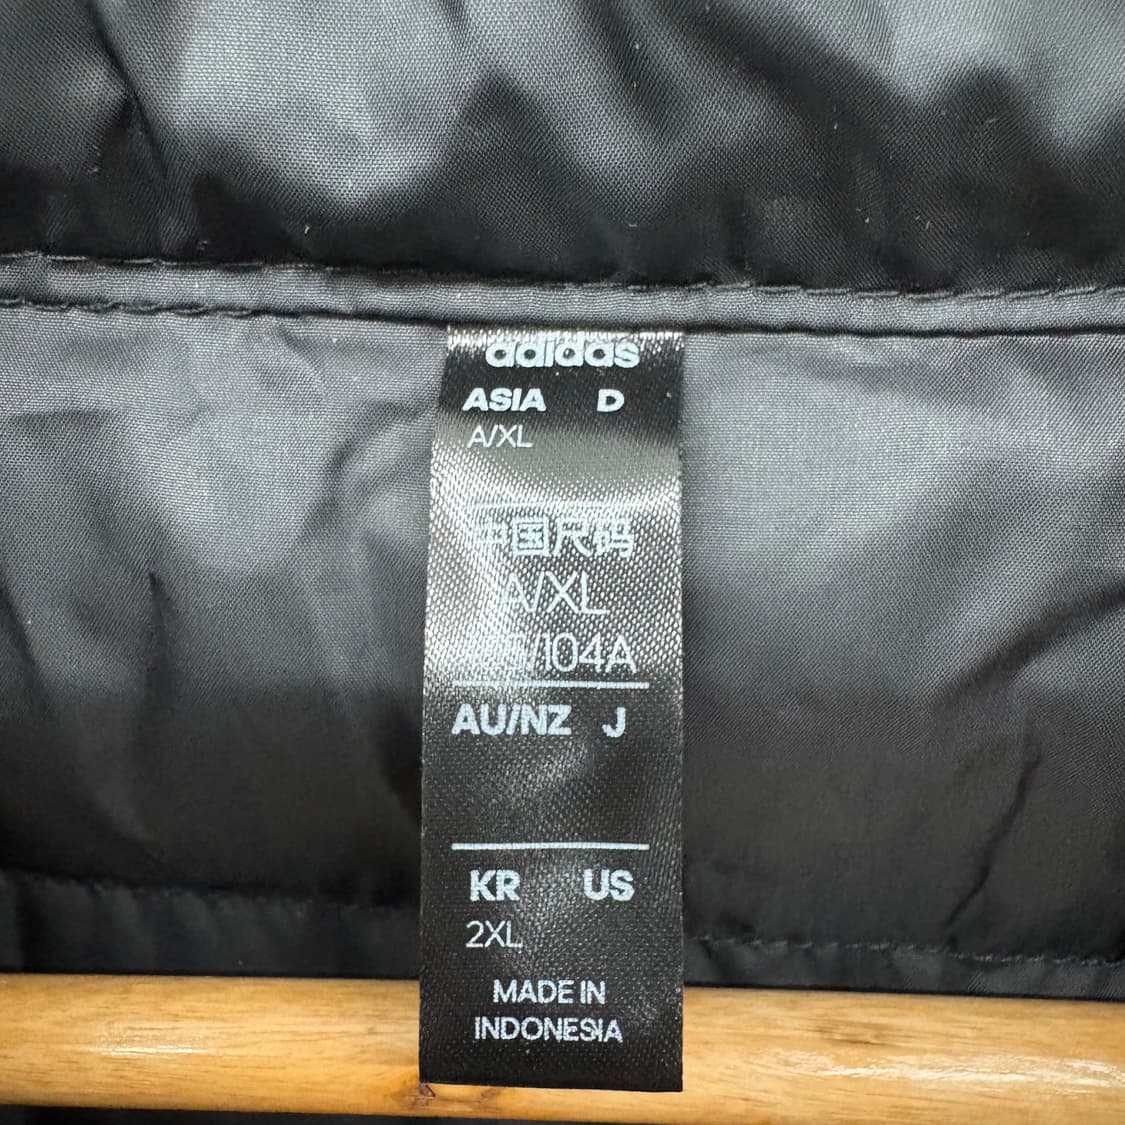 adidas
ASIA D
A/XL
中国尺码
A/XL
/104A
AU/NZ J
KR US
2XL
MADE IN
INDONESIA